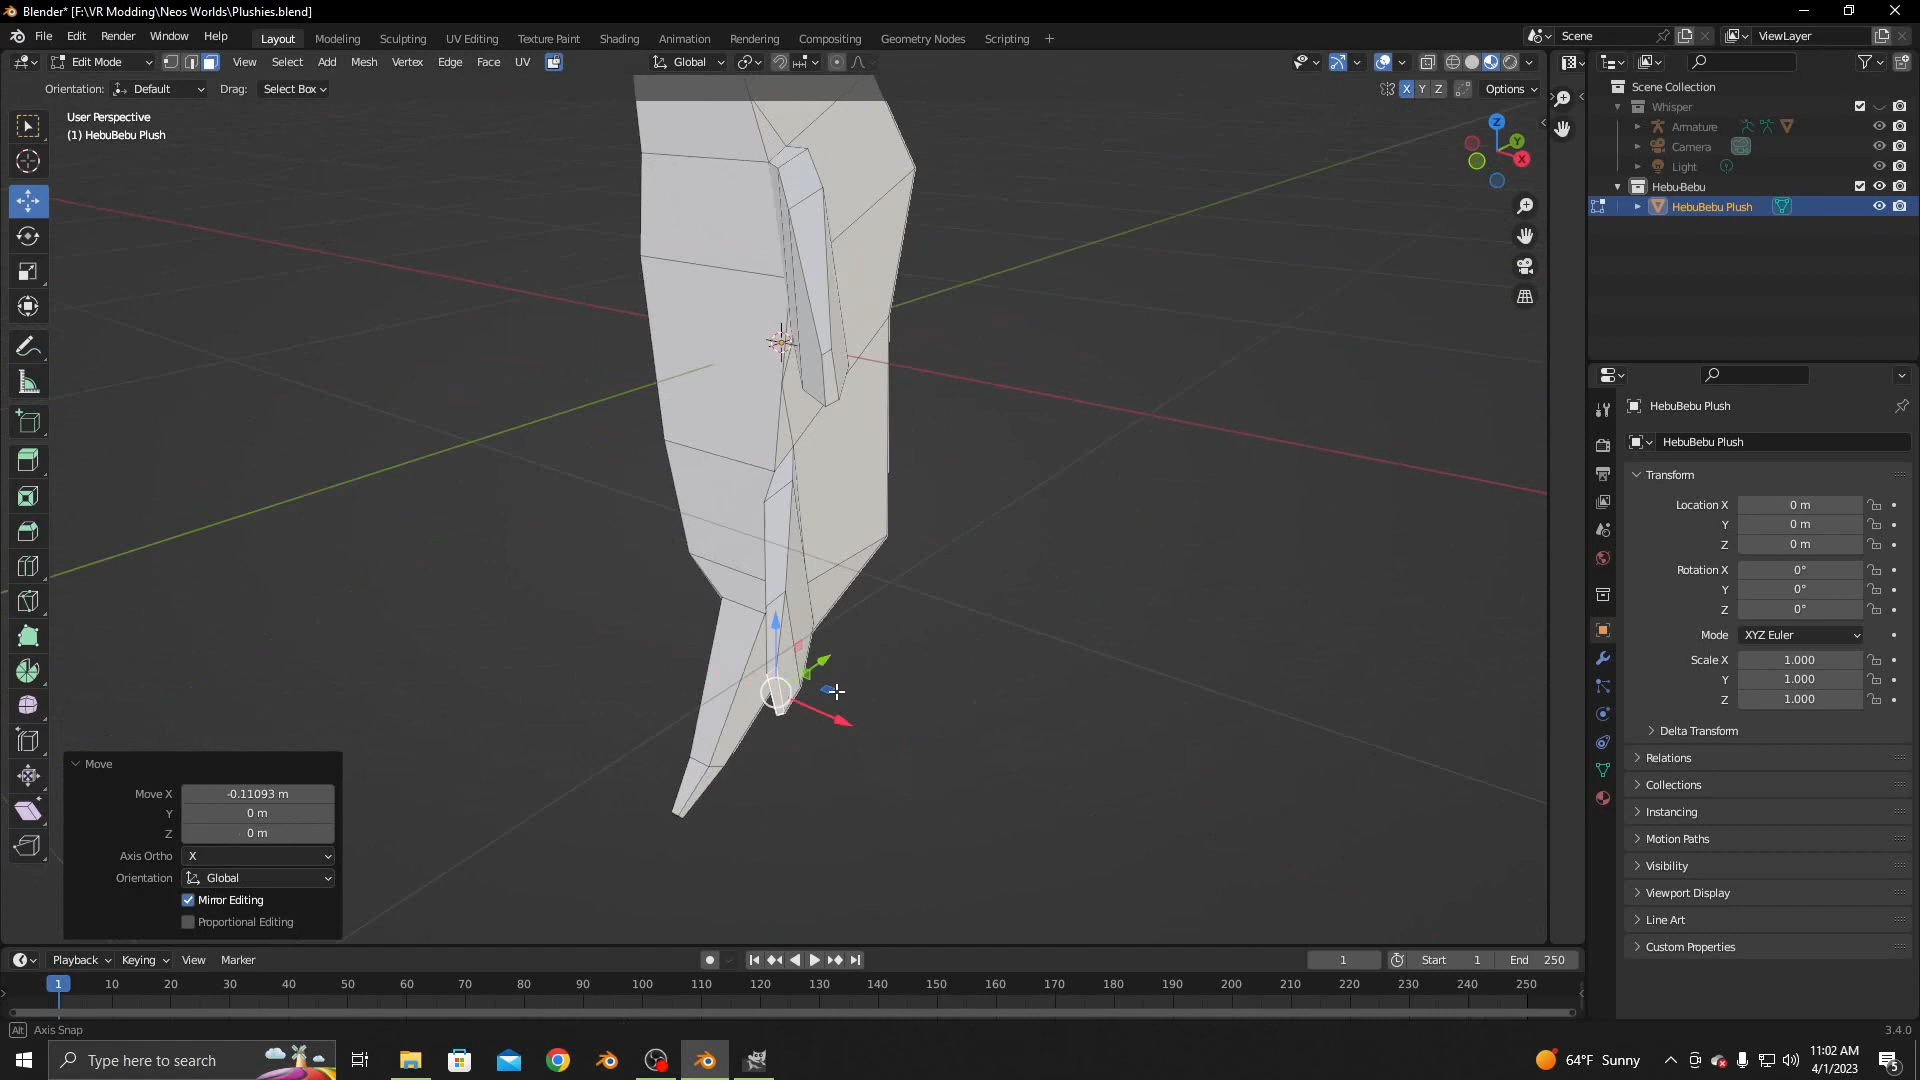 Blender* [F:\VR Modding\Neos Worlds\Plushies.blend]
File Edit Render Window Help Layout Modeling Sculpting UV Editing Texture Paint Shading Animation Rendering Compositing Geometry Nodes Scripting + Scene ViewLayer
Edit Mode View Select Add Mesh Vertex Edge Face UV Global
Orientation: Default Drag: Select Box X Y Z Options
User Perspective
(1) HebuBebu Plush
Z
Y
X
Scene Collection
Whisper
Armature
Camera
Light
Hebu-Bebu
HebuBebu Plush
HebuBebu Plush
HebuBebu Plush
Transform
Location X 0 m
Y 0 m
Z 0 m
Rotation X 0°
Y 0°
Z 0°
Mode XYZ Euler
Scale X 1.000
Y 1.000
Z 1.000
Delta Transform
Relations
Collections
Instancing
Motion Paths
Visibility
Viewport Display
Line Art
Custom Properties
Move
Move X -0.11093 m
Y 0 m
Z 0 m
Axis Ortho X
Orientation Global
Mirror Editing
Proportional Editing
Playback Keying View Marker 1 Start 1 End 250
1 10 20 30 40 50 60 70 80 90 100 110 120 130 140 150 160 170 180 190 200 210 220 230 240 250
Alt Axis Snap 3.4.0
Type here to search 64°F Sunny 11:02 AM
4/1/2023 5